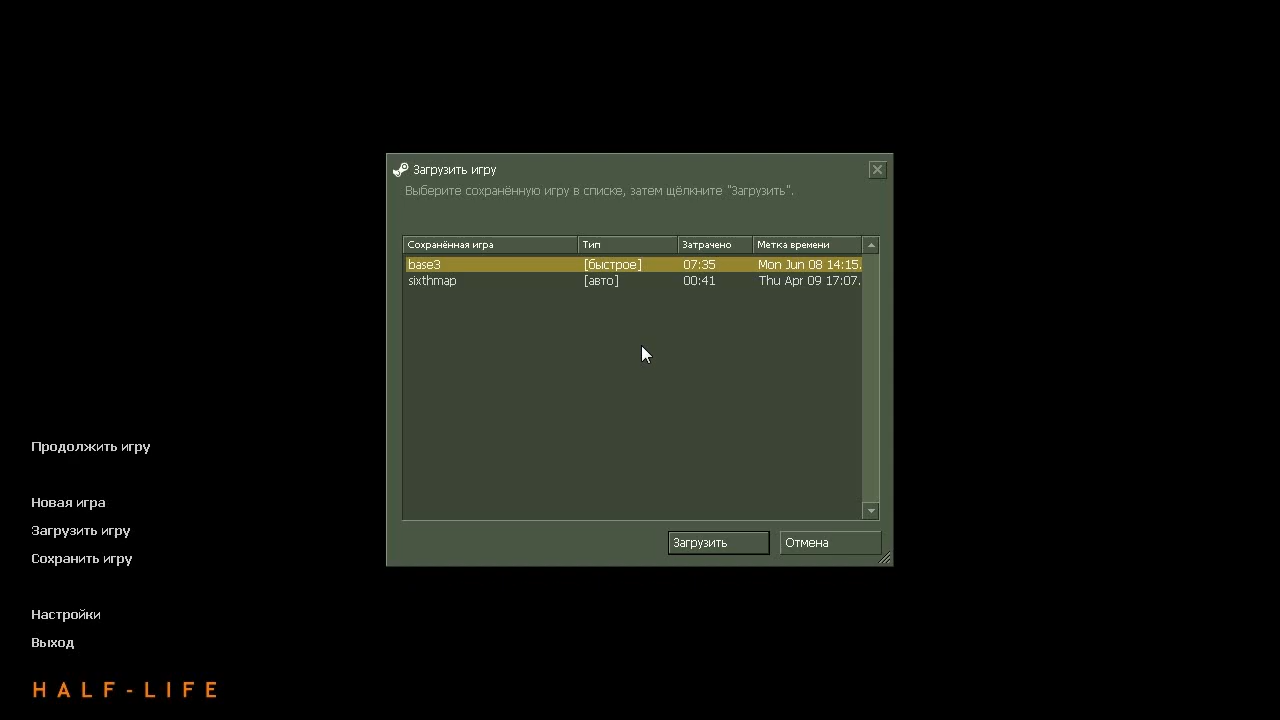 Загрузить игру
Выберите сохранённую игру в списке, затем щёлкните "Загрузить".
Сохранённая игра Тип Затрачено Метка времени
base3 [быстрое] 07:35 Mon Jun 08 14:15.
sixthmap [авто] 00:41 Thu Apr 09 17:07.
Загрузить Отмена
Продолжить игру
Новая игра
Загрузить игру
Сохранить игру
Настройки
Выход
HALF-LIFE